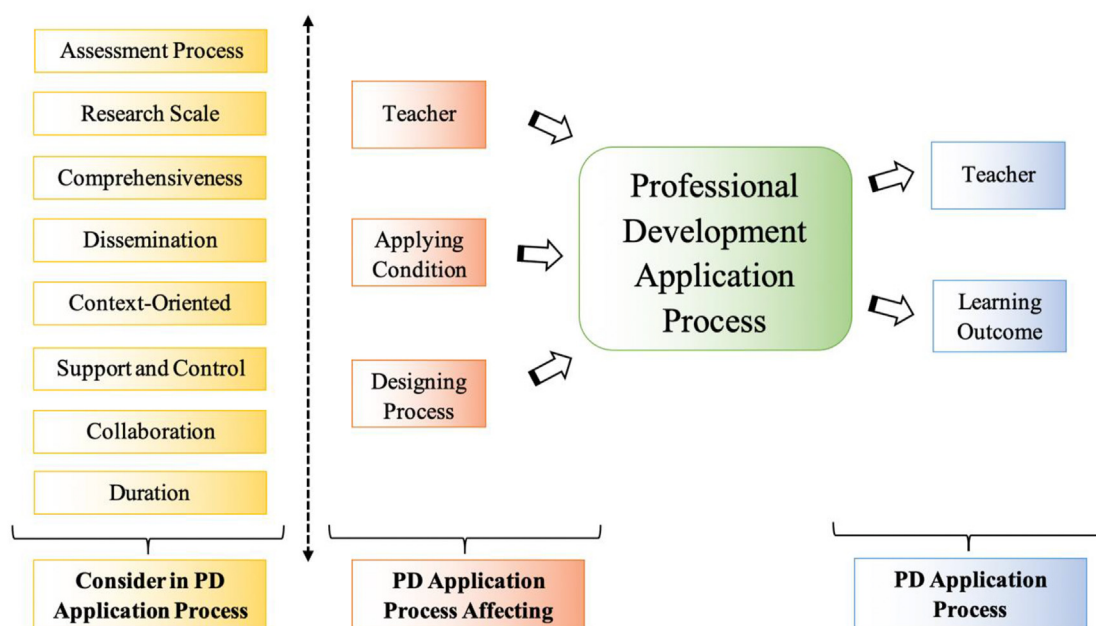 Assessment Process
Research Scale
Comprehensiveness
Dissemination
Context-Oriented
Support and Control
Collaboration
Duration
Consider in PD
Application Process
Teacher
Applying
Condition
Designing
Process
PD Application
Process Affecting
Professional
Development
Application
Process
Teacher
Learning
Outcome
PD Application
Process